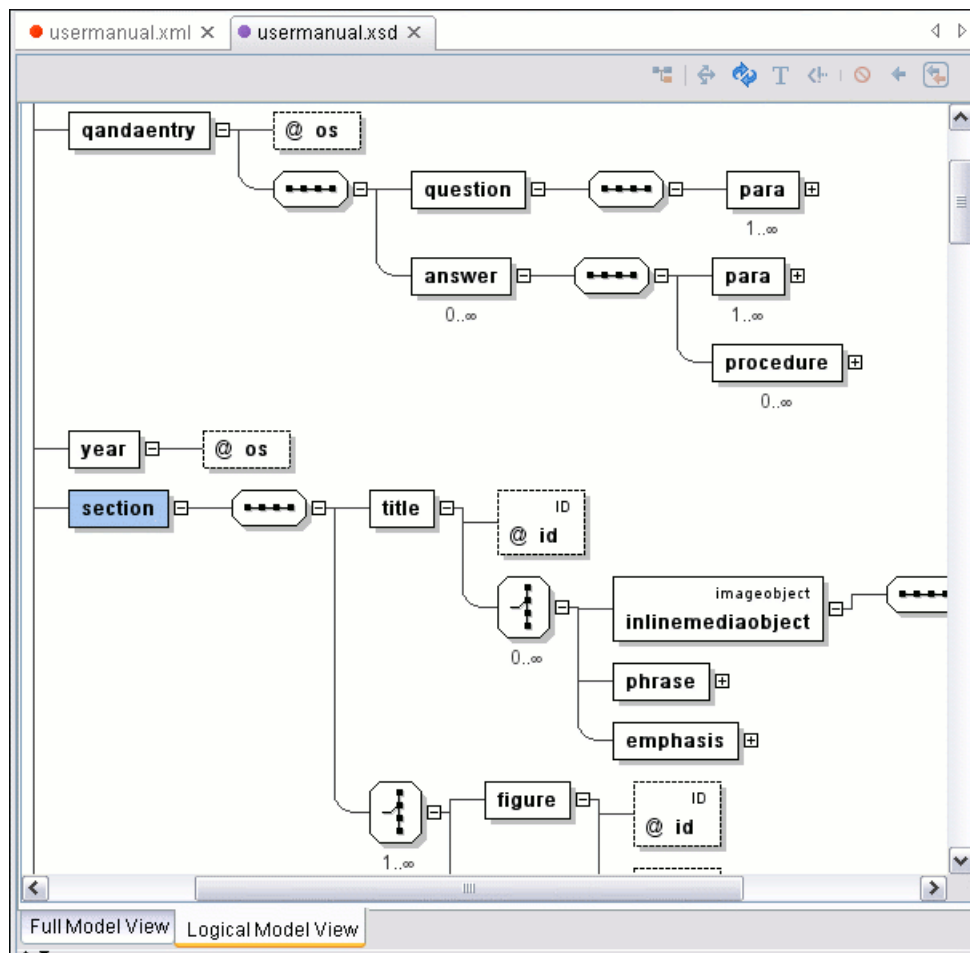 usermanual.xml
usermanual.xsd
T
qandaentry
@ os
question
para
1..∞
answer
0..∞
para
1..∞
procedure
0..∞
year
@ os
section
title
ID
@ id
imageobject
inlinemediaobject
0..∞
phrase
emphasis
figure
ID
@ id
1..∞
Full Model View
Logical Model View